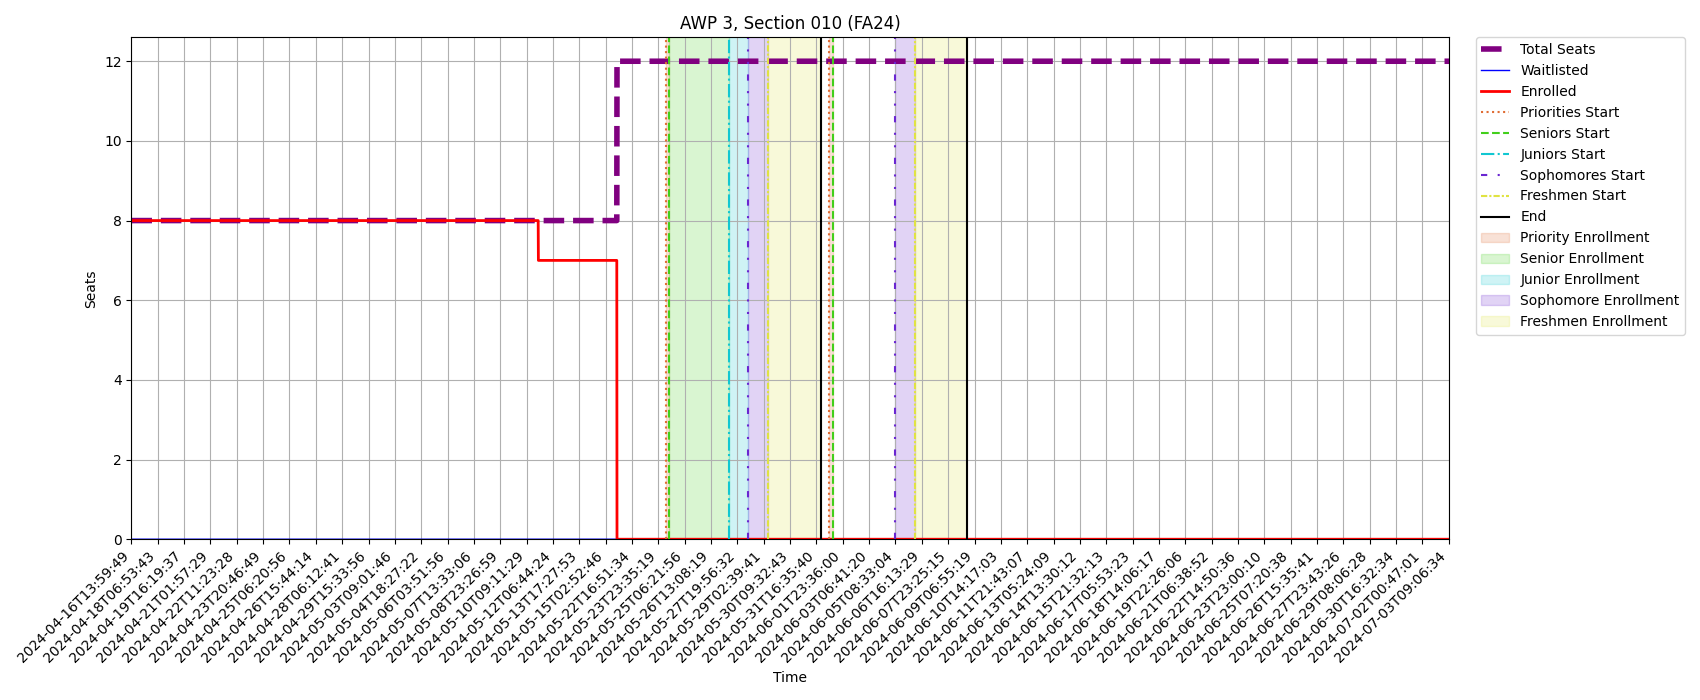 AWP 3, Section 010 (FA24)
12
10
8
6
4
2
0
Seats
2024-04-16T13:59:49
2024-04-18T06:53:43
2024-04-19T16:19:37
2024-04-21T01:57:29
2024-04-22T11:23:28
2024-04-23T20:46:49
2024-04-25T06:20:56
2024-04-26T15:44:14
2024-04-28T06:12:41
2024-04-29T15:33:56
2024-05-03T09:01:46
2024-05-04T18:27:22
2024-05-06T03:51:56
2024-05-07T13:33:06
2024-05-08T23:26:59
2024-05-10T09:11:29
2024-05-12T06:44:24
2024-05-13T17:27:53
2024-05-15T02:52:46
2024-05-22T16:51:34
2024-05-23T23:35:19
2024-05-25T06:21:56
2024-05-26T13:08:19
2024-05-27T19:56:32
2024-05-29T02:39:41
2024-05-30T09:32:43
2024-05-31T16:35:40
2024-06-01T23:36:00
2024-06-03T06:41:20
2024-06-05T08:33:04
2024-06-06T16:13:29
2024-06-07T23:25:15
2024-06-09T06:55:19
2024-06-10T14:17:03
2024-06-11T21:43:07
2024-06-13T05:24:09
2024-06-14T13:30:12
2024-06-15T21:32:13
2024-06-17T05:53:23
2024-06-18T14:06:17
2024-06-19T22:26:06
2024-06-21T06:38:52
2024-06-22T14:50:36
2024-06-23T23:00:10
2024-06-25T07:20:38
2024-06-26T15:35:41
2024-06-27T23:43:26
2024-06-29T08:06:28
2024-06-30T16:32:34
2024-07-02T00:47:01
2024-07-03T09:06:34
Time
Total Seats
Waitlisted
Enrolled
Priorities Start
Seniors Start
Juniors Start
Sophomores Start
Freshmen Start
End
Priority Enrollment
Senior Enrollment
Junior Enrollment
Sophomore Enrollment
Freshmen Enrollment